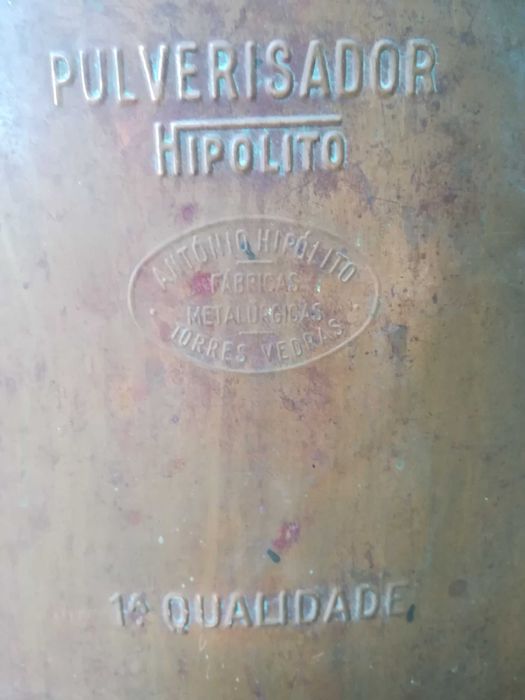 PULVERISADOR
HIPOLITO
ANTÓNIO HIPÓLITO
FÁBRICAS
METALÚRGICAS
TORRES VEDRAS
1ª QUALIDADE